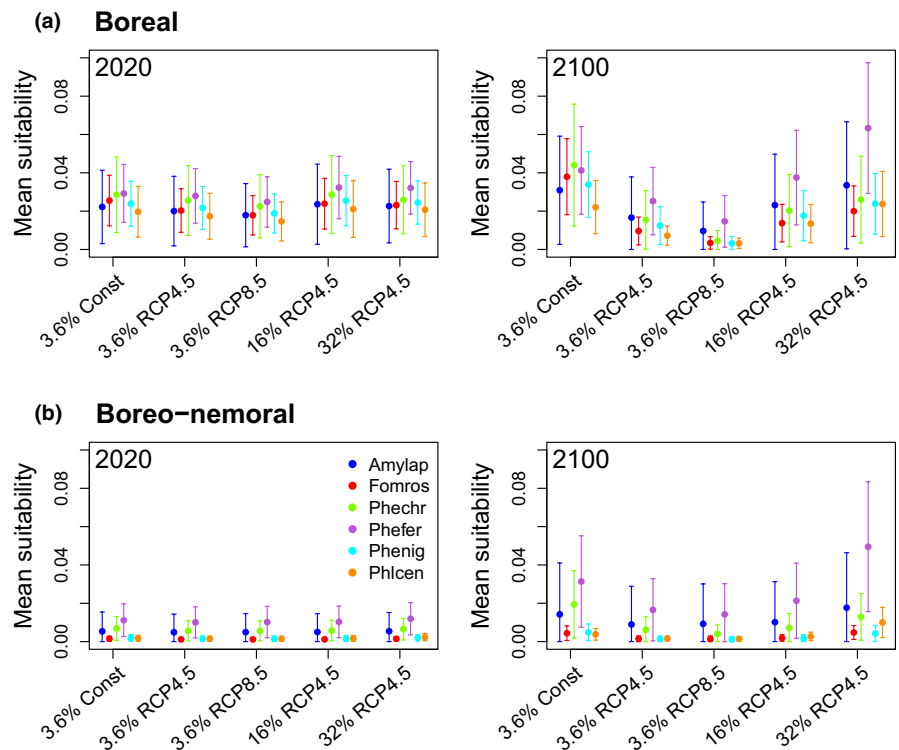 (a) Boreal
2020
Mean suitability
0.00
0.04
0.08
3.6% Const
3.6% RCP4.5
3.6% RCP8.5
16% RCP4.5
32% RCP4.5
2100
Mean suitability
0.00
0.04
0.08
3.6% Const
3.6% RCP4.5
3.6% RCP8.5
16% RCP4.5
32% RCP4.5
(b) Boreo−nemoral
2020
Mean suitability
0.00
0.04
0.08
Amylap
Fomros
Phechr
Phefer
Phenig
Phlcen
3.6% Const
3.6% RCP4.5
3.6% RCP8.5
16% RCP4.5
32% RCP4.5
2100
Mean suitability
0.00
0.04
0.08
3.6% Const
3.6% RCP4.5
3.6% RCP8.5
16% RCP4.5
32% RCP4.5